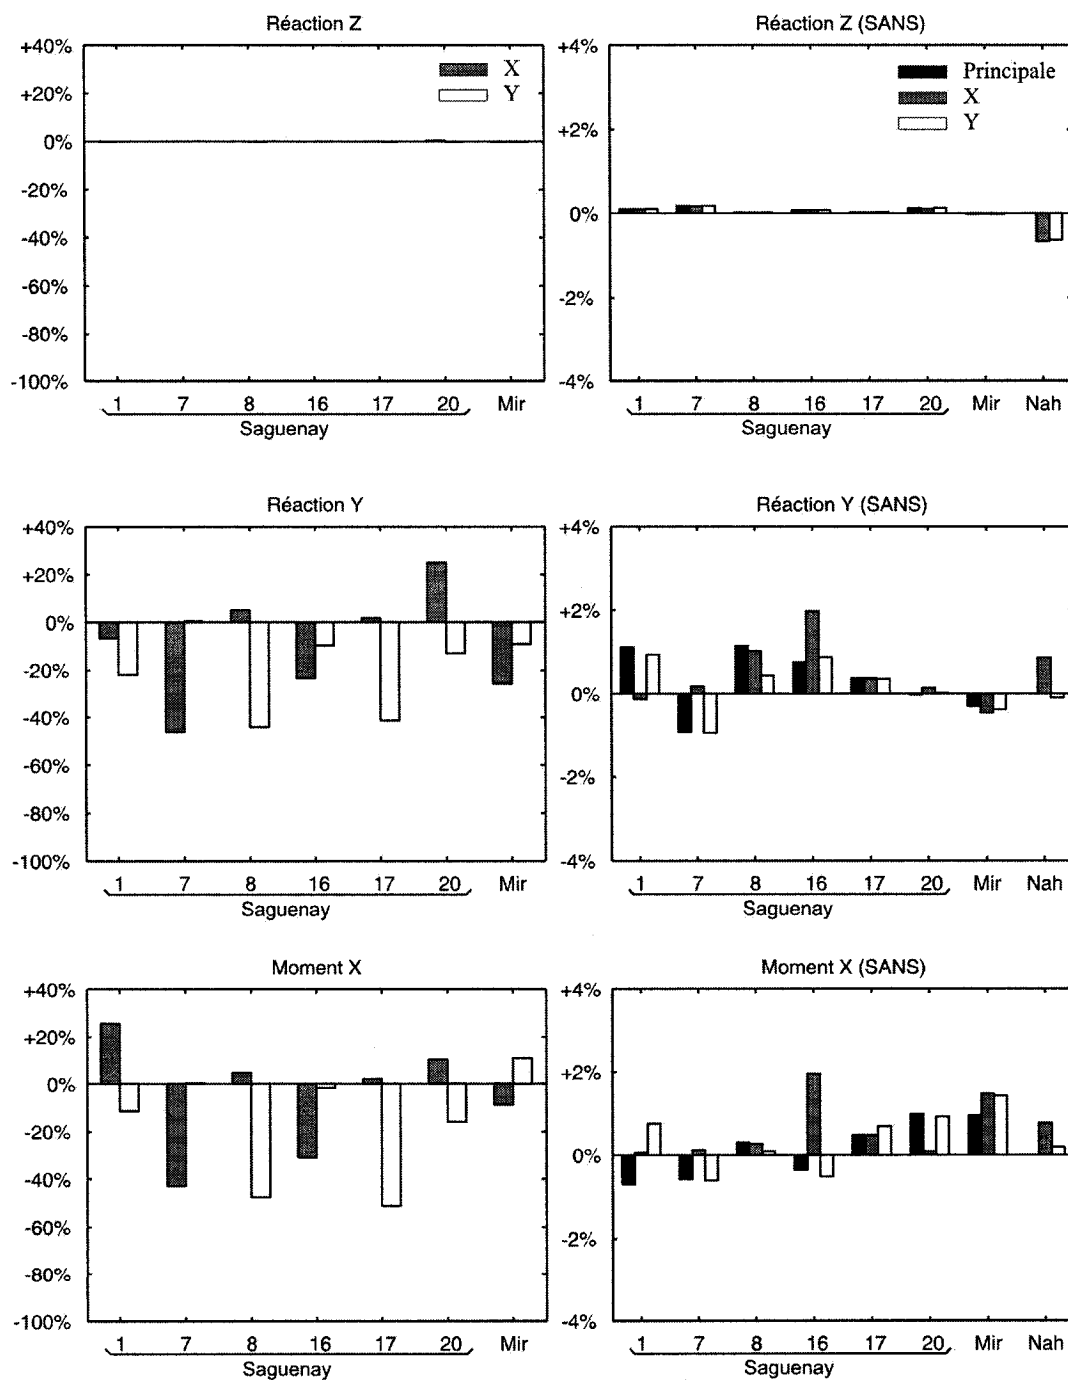 Réaction Z
+40%
+20%
0%
-20%
-40%
-60%
-80%
-100%
X
Y
1 7 8 16 17 20 Mir
Saguenay
Réaction Z (SANS)
+4%
+2%
0%
-2%
-4%
Principale
X
Y
1 7 8 16 17 20 Mir Nah
Saguenay
Réaction Y
+40%
+20%
0%
-20%
-40%
-60%
-80%
-100%
1 7 8 16 17 20 Mir
Saguenay
Réaction Y (SANS)
+4%
+2%
0%
-2%
-4%
1 7 8 16 17 20 Mir Nah
Saguenay
Moment X
+40%
+20%
0%
-20%
-40%
-60%
-80%
-100%
1 7 8 16 17 20 Mir
Saguenay
Moment X (SANS)
+4%
+2%
0%
-2%
-4%
1 7 8 16 17 20 Mir Nah
Saguenay